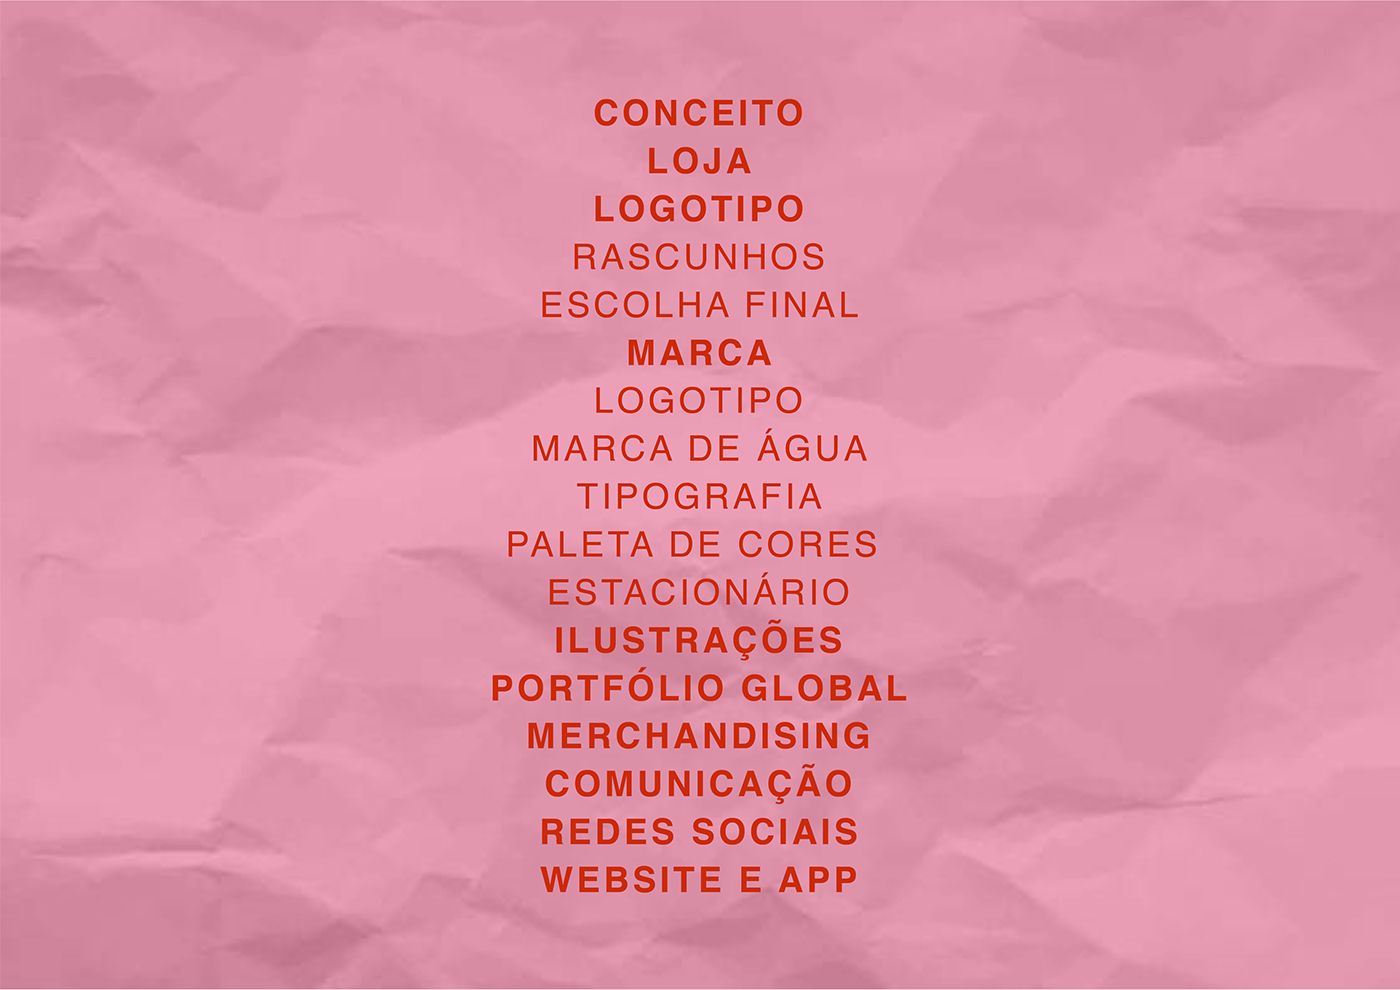 CONCEITO
LOJA
LOGOTIPO
RASCUNHOS
ESCOLHA FINAL
MARCA
LOGOTIPO
MARCA DE ÁGUA
TIPOGRAFIA
PALETA DE CORES
ESTACIONÁRIO
ILUSTRAÇÕES
PORTFÓLIO GLOBAL
MERCHANDISING
COMUNICAÇÃO
REDES SOCIAIS
WEBSITE E APP